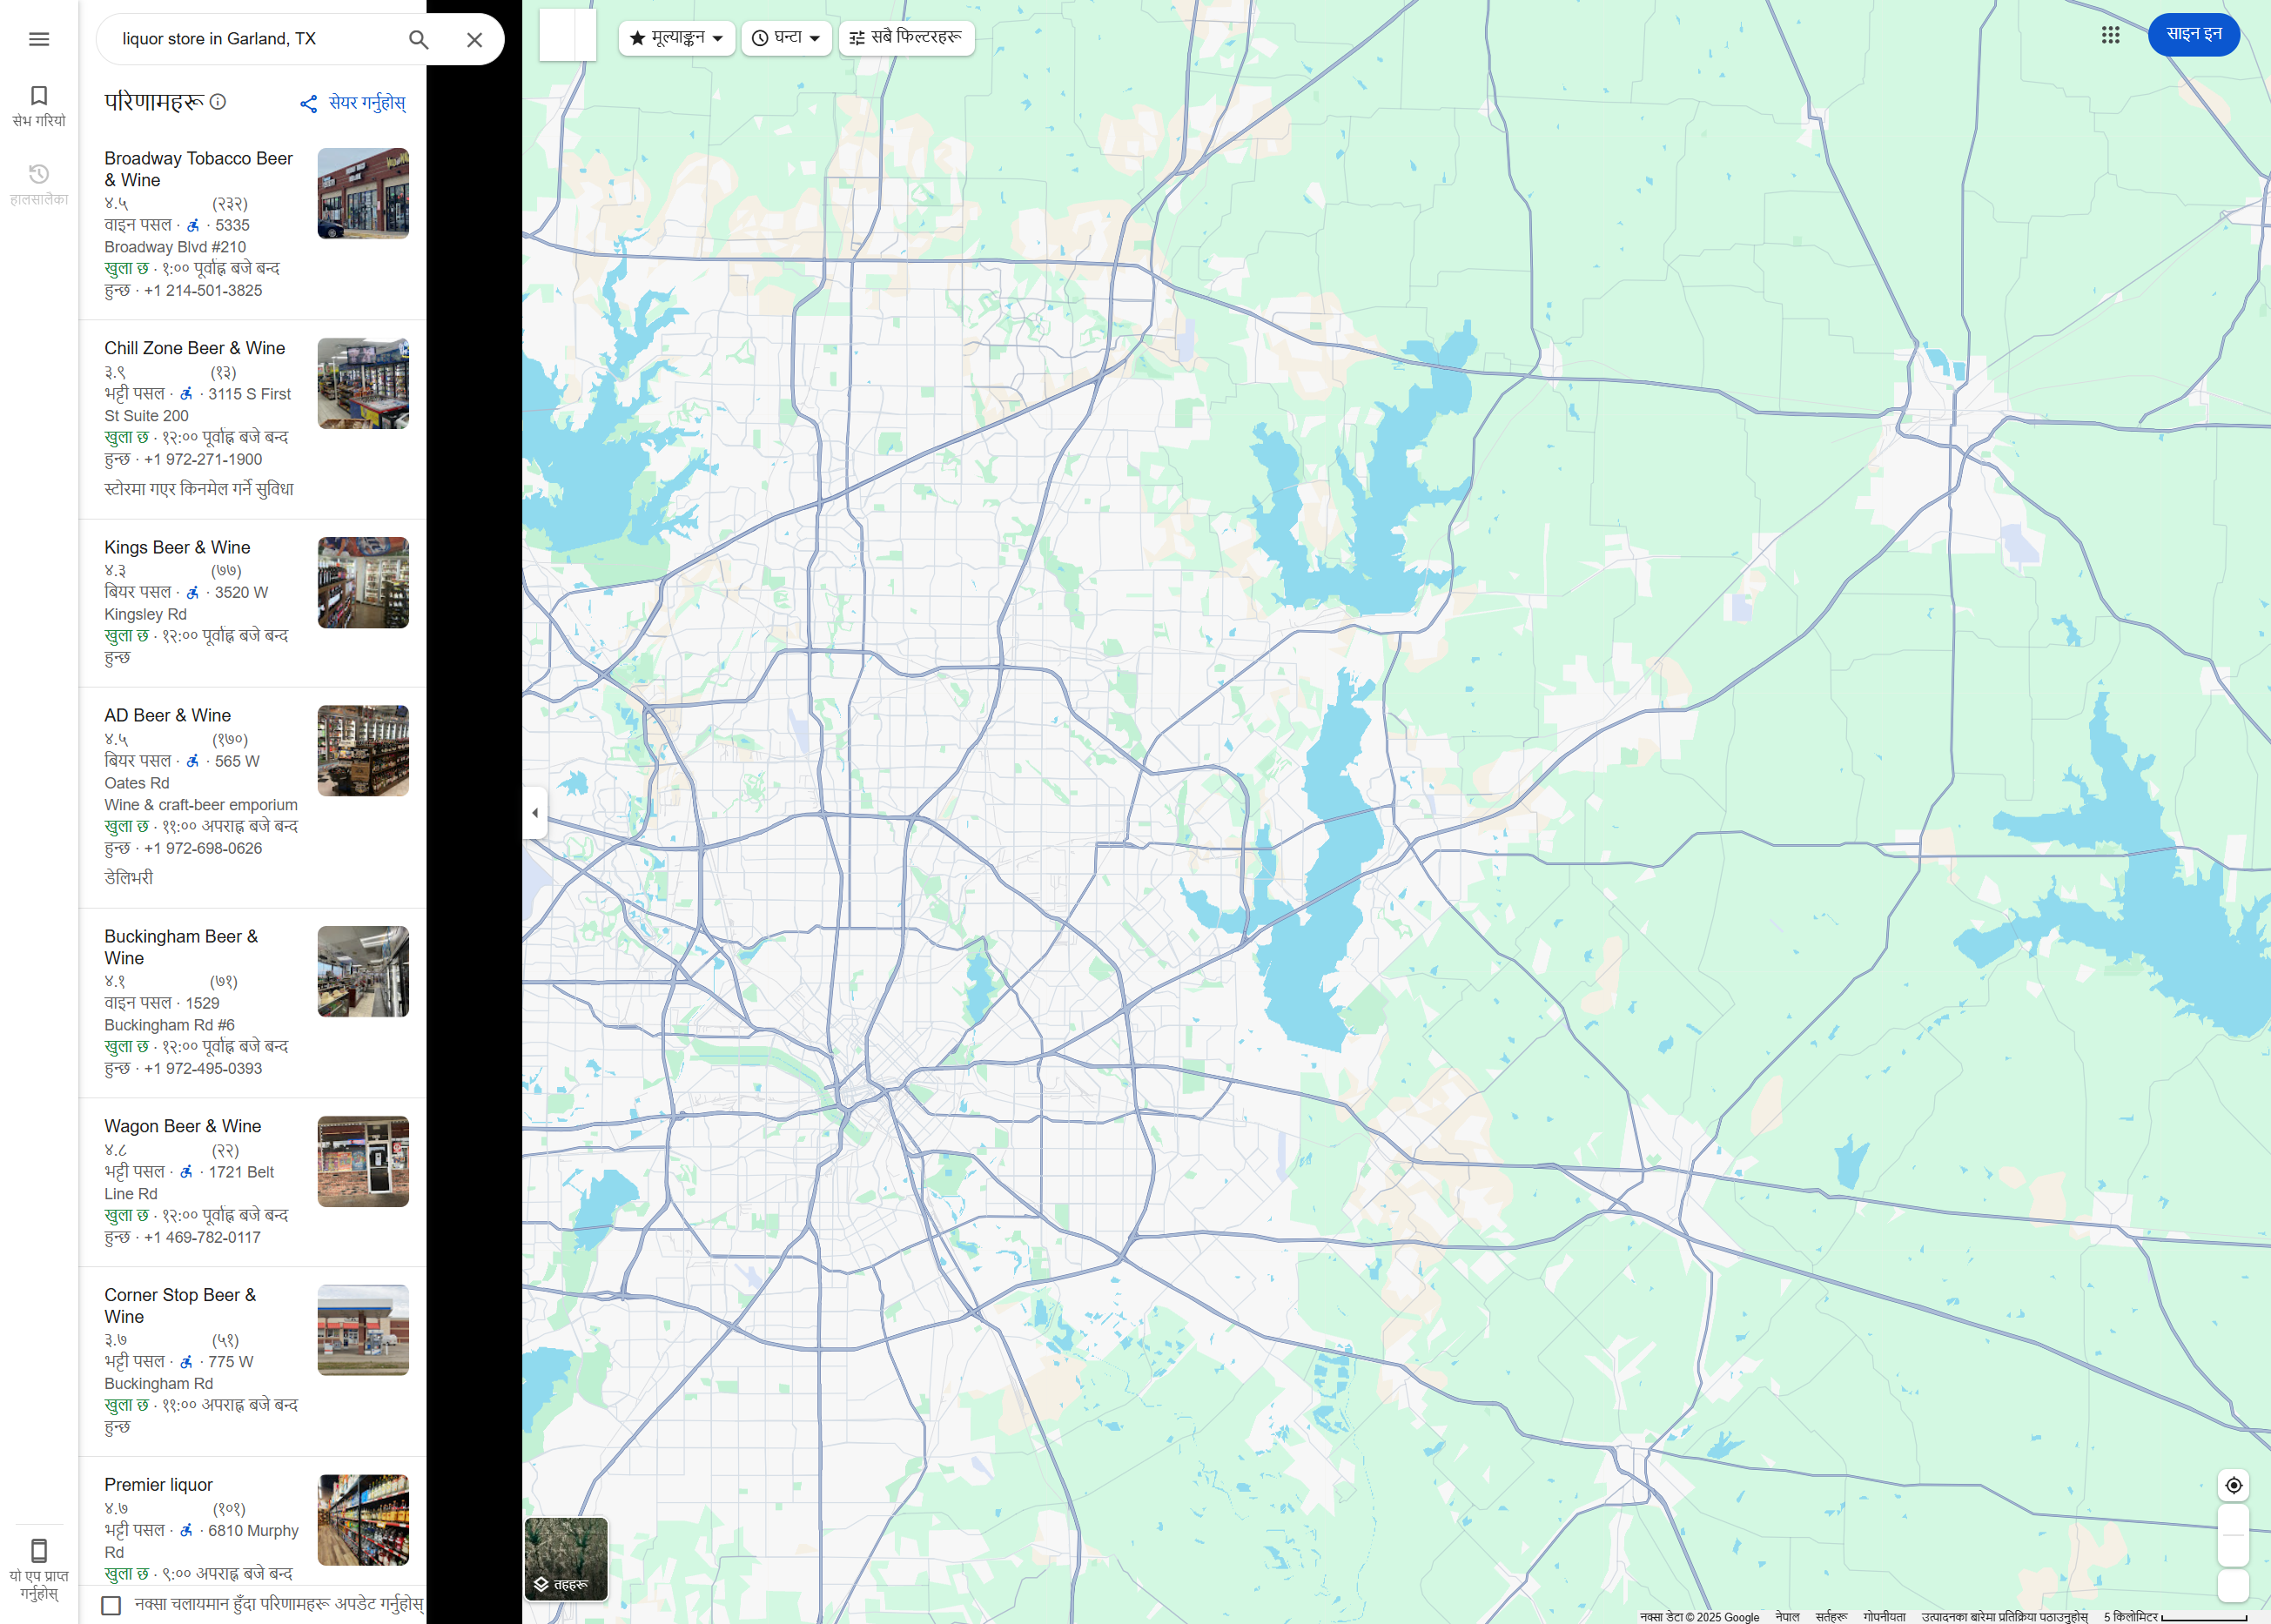 liquor store in Garland, TX
मूल्याङ्कन
घन्टा
सबै फिल्टरहरू
साइन इन
सेभ गरियो
हालसालैका
परिणामहरू
सेयर गर्नुहोस्
Broadway Tobacco Beer
& Wine
४.५ (२३२)
वाइन पसल · · 5335
Broadway Blvd #210
खुला छ · १:०० पूर्वाह्न बजे बन्द
हुन्छ · +1 214-501-3825
Chill Zone Beer & Wine
३.९ (१३)
भट्टी पसल · · 3115 S First
St Suite 200
खुला छ · १२:०० पूर्वाह्न बजे बन्द
हुन्छ · +1 972-271-1900
स्टोरमा गएर किनमेल गर्ने सुविधा
Kings Beer & Wine
४.३ (७७)
बियर पसल · · 3520 W
Kingsley Rd
खुला छ · १२:०० पूर्वाह्न बजे बन्द
हुन्छ
AD Beer & Wine
४.५ (१७०)
बियर पसल · · 565 W
Oates Rd
Wine & craft-beer emporium
खुला छ · ११:०० अपराह्न बजे बन्द
हुन्छ · +1 972-698-0626
डेलिभरी
Buckingham Beer &
Wine
४.१ (७१)
वाइन पसल · 1529
Buckingham Rd #6
खुला छ · १२:०० पूर्वाह्न बजे बन्द
हुन्छ · +1 972-495-0393
Wagon Beer & Wine
४.८ (२२)
भट्टी पसल · · 1721 Belt
Line Rd
खुला छ · १२:०० पूर्वाह्न बजे बन्द
हुन्छ · +1 469-782-0117
Corner Stop Beer &
Wine
३.७ (५१)
भट्टी पसल · · 775 W
Buckingham Rd
खुला छ · ११:०० अपराह्न बजे बन्द
हुन्छ
Premier liquor
४.७ (१०१)
भट्टी पसल · · 6810 Murphy
Rd
खुला छ · ९:०० अपराह्न बजे बन्द
नक्सा चलायमान हुँदा परिणामहरू अपडेट गर्नुहोस्
यो एप प्राप्त
गर्नुहोस्
तहहरू
नक्सा डेटा © 2025 Google नेपाल सर्तहरू गोपनीयता उत्पादनका बारेमा प्रतिक्रिया पठाउनुहोस् 5 किलोमिटर